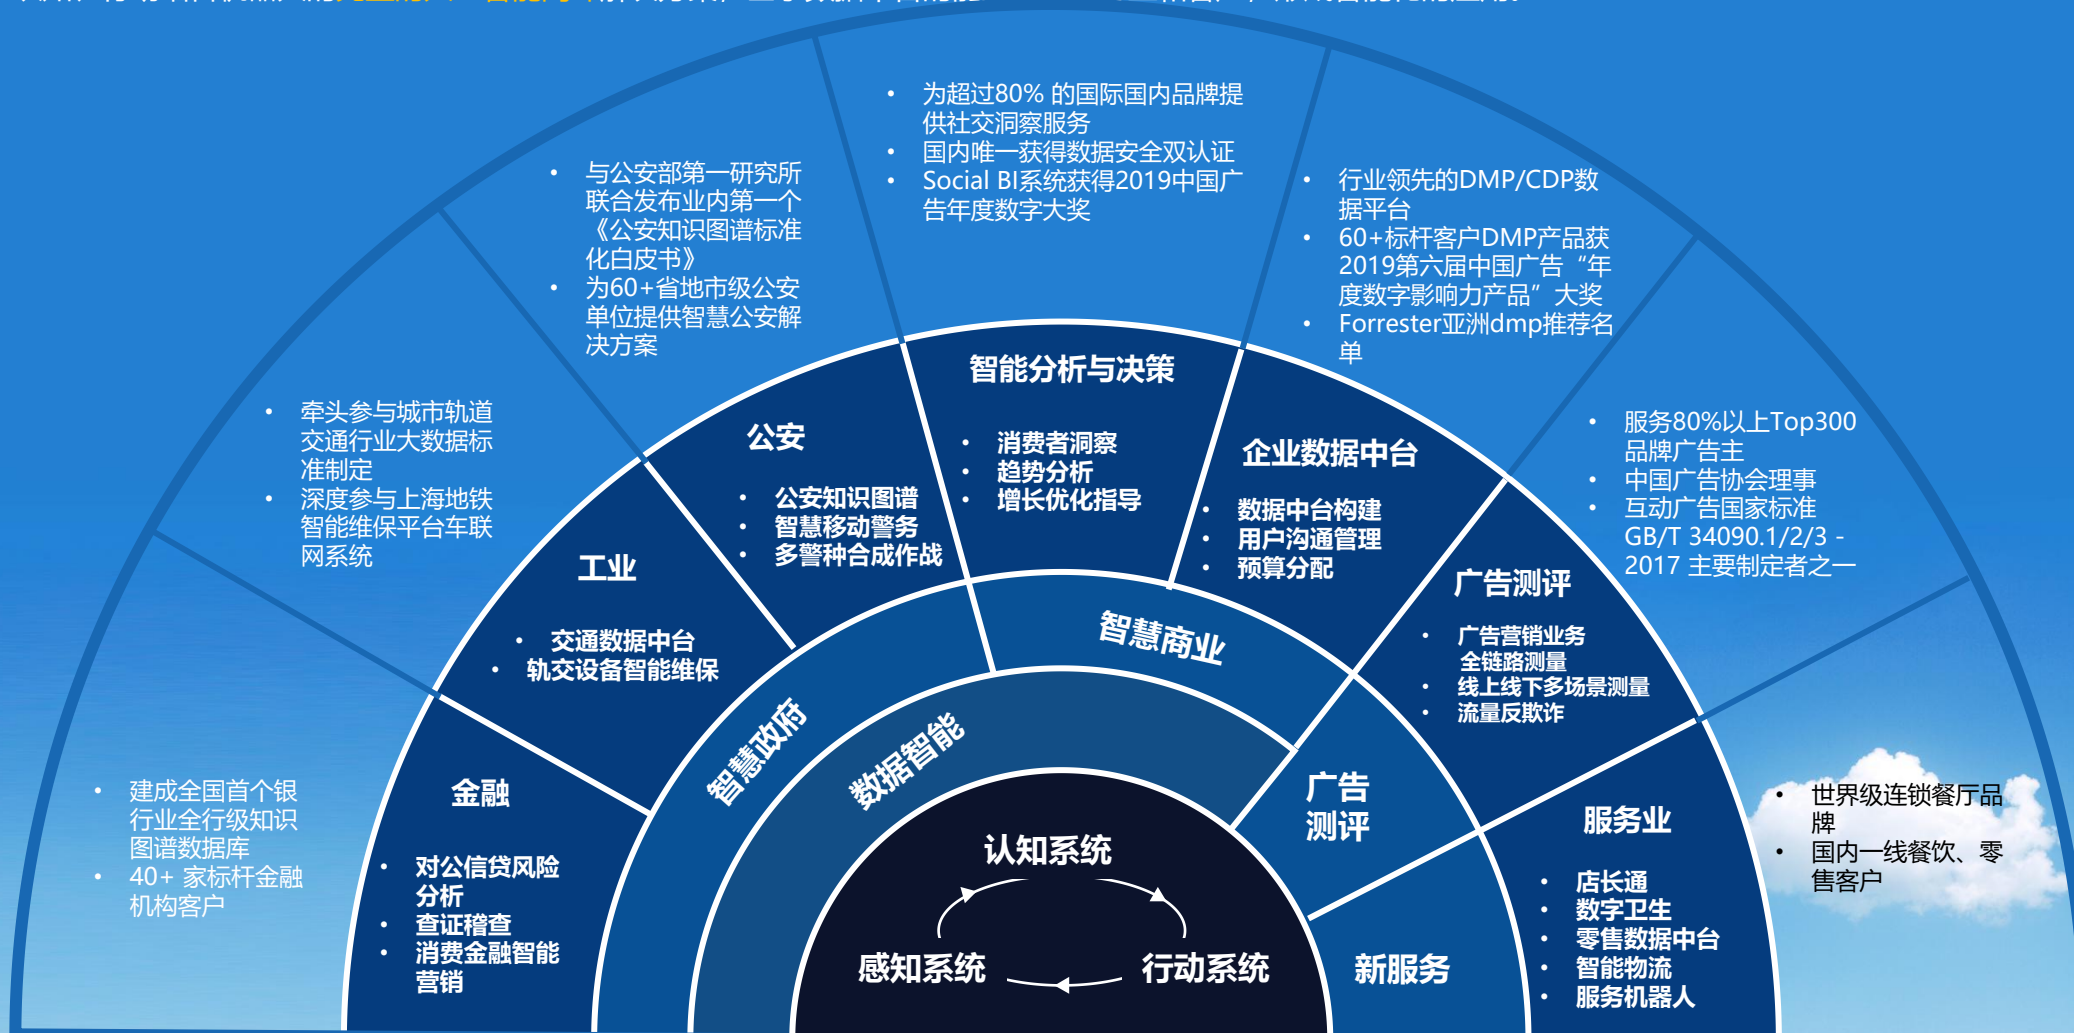 为超过80% 的国际国内品牌提
供社交洞察服务
国内唯一获得数据安全双认证
Social BI系统获得2019中国广
告年度数字大奖
与公安部第一研究所
联合发布业内第一个
《公安知识图谱标准
化白皮书》
为60+省地市级公安
单位提供智慧公安解
决方案
行业领先的DMP/CDP数
据平台
60+标杆客户DMP产品获
2019第六届中国广告“年
度数字影响力产品”大奖
Forrester亚洲dmp推荐名
单
牵头参与城市轨道
交通行业大数据标
准制定
深度参与上海地铁
智能维保平台车联
网系统
服务80%以上Top300
品牌广告主
中国广告协会理事
互动广告国家标准
GB/T 34090.1/2/3 -
2017 主要制定者之一
建成全国首个银
行业全行级知识
图谱数据库
40+ 家标杆金融
机构客户
世界级连锁餐厅品
牌
国内一线餐饮、零
售客户
智能分析与决策
消费者洞察
趋势分析
增长优化指导
公安
公安知识图谱
智慧移动警务
多警种合成作战
企业数据中台
数据中台构建
用户沟通管理
预算分配
工业
交通数据中台
轨交设备智能维保
广告测评
广告营销业务
全链路测量
线上线下多场景测量
流量反欺诈
金融
对公信贷风险
分析
查证稽查
消费金融智能
营销
服务业
店长通
数字卫生
零售数据中台
智能物流
服务机器人
智慧商业
智慧政府
数据智能
广告
测评
新服务
认知系统
感知系统
行动系统